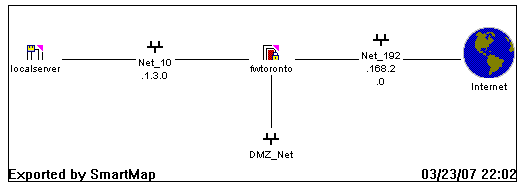 localserver
Net_10
.1.3.0
fwtoronto
Net_192
.168.2
.0
Internet
DMZ_Net
Exported by SmartMap
03/23/07 22:02